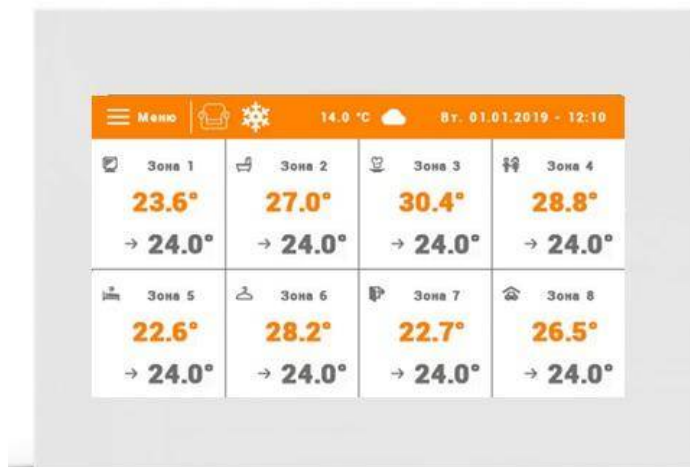 Меню 14.0 °C Вт. 01.01.2019 - 12:10
Зона 1 Зона 2 Зона 3 Зона 4
23.6° 27.0° 30.4° 28.8°
→ 24.0° → 24.0° → 24.0° → 24.0°
Зона 5 Зона 6 Зона 7 Зона 8
22.6° 28.2° 22.7° 26.5°
→ 24.0° → 24.0° → 24.0° → 24.0°